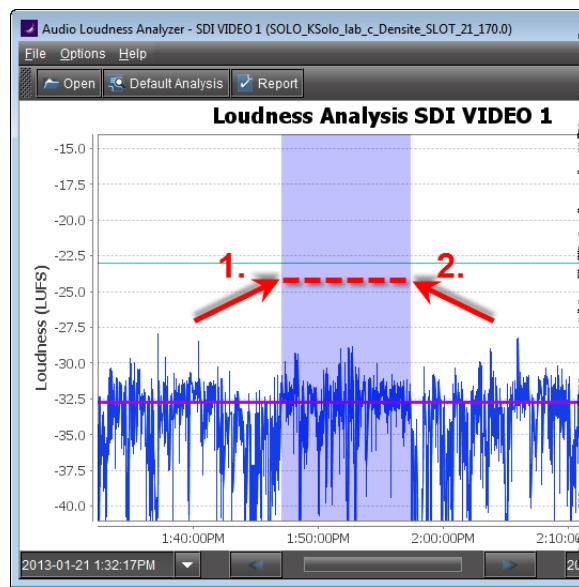 Audio Loudness Analyzer - SDI VIDEO 1 (SOLO_KSolo_lab_c_Densite_SLOT_21_170.0)
File Options Help
Open Default Analysis Report
Loudness Analysis SDI VIDEO 1
-15.0
-17.5
-20.0
-22.5
1. 2.
-25.0
-27.5
-30.0
-32.5
-35.0
-37.5
-40.0
Loudness (LUFS)
1:40:00PM 1:50:00PM 2:00:00PM 2:10:0
2013-01-21 1:32:17PM 20